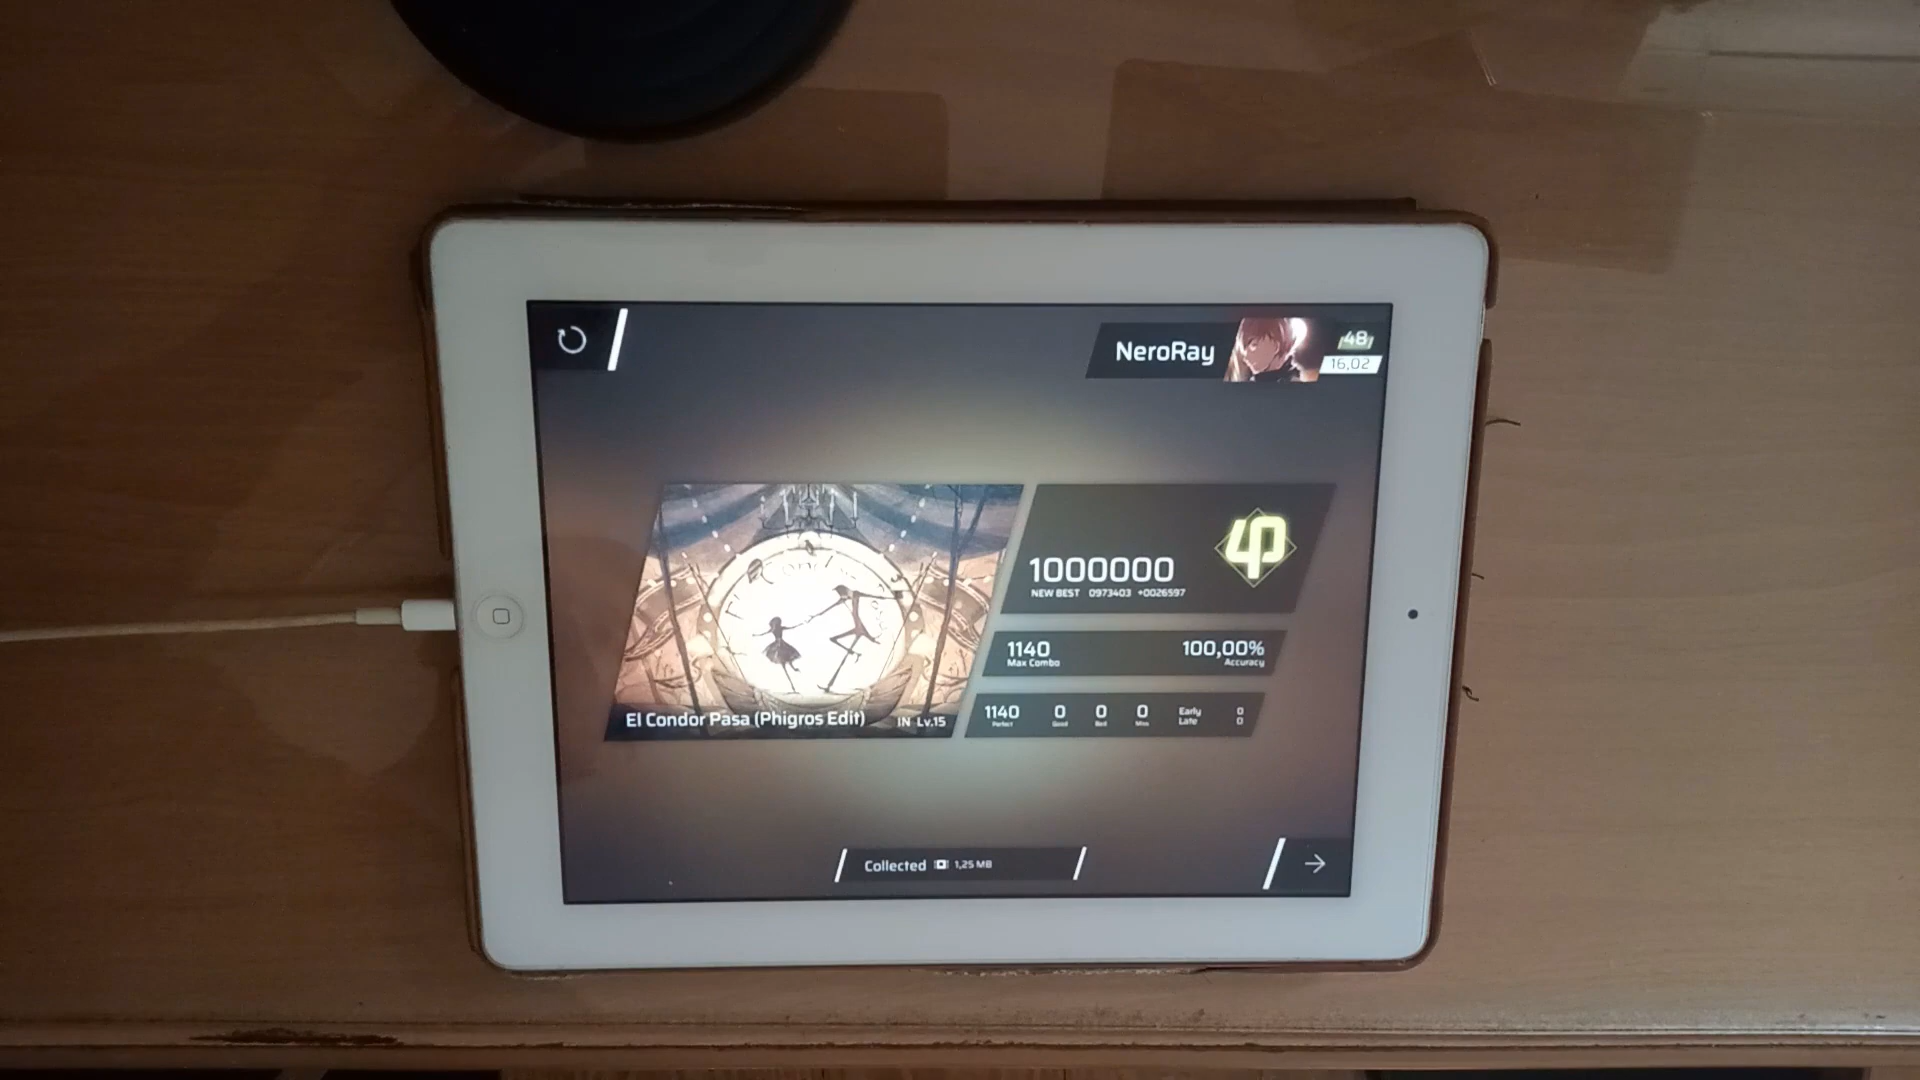 NeroRay
48
16,02
El Condor Pasa (Phigros Edit)
IN Lv.15
1000000
NEW BEST 0973403 +0026597
1140 100,00%
Max Combo Accuracy
1140 0 0 0 Early 0
Perfect Good Bad Miss Late 0
Collected 1,25 MB